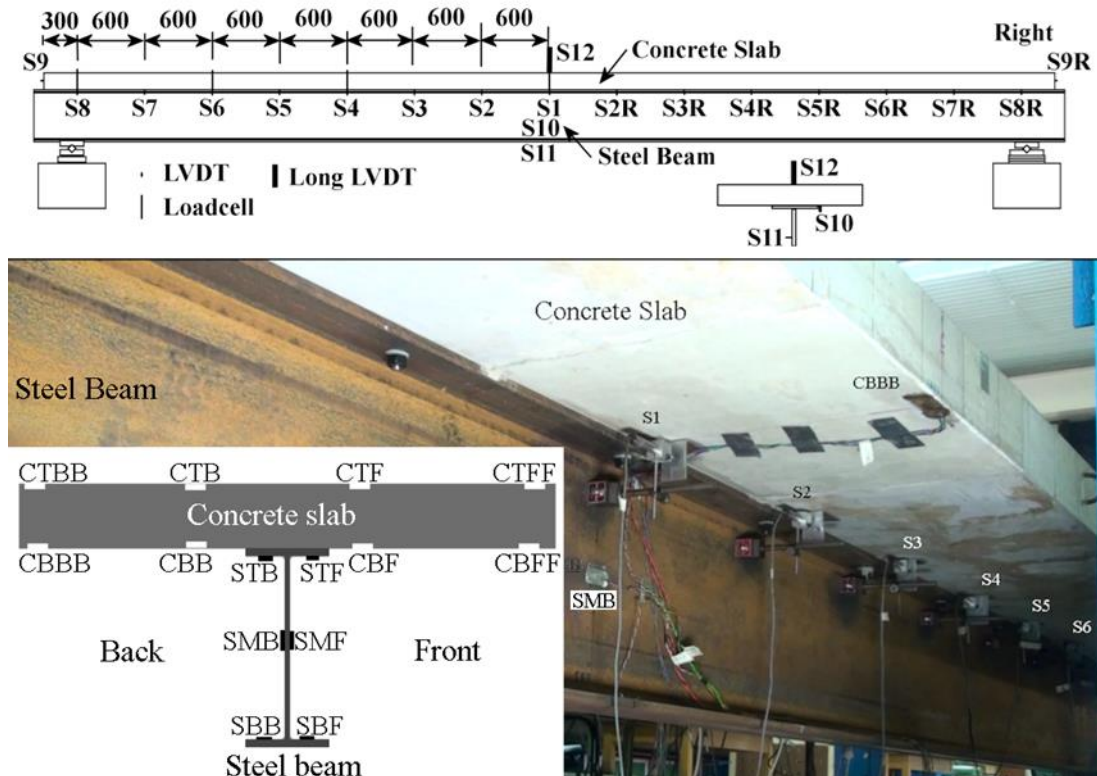 300 600 600 600 600 600 600 600
Right
S12 Concrete Slab
S9 S9R
S8 S7 S6 S5 S4 S3 S2 S1 S2R S3R S4R S5R S6R S7R S8R
S10
S11 Steel Beam
LVDT Long LVDT
Loadcell
S12
S10
S11
Concrete Slab
Steel Beam
CBBB
S1
S2
S3
S4
S5
S6
SMB
CTBB CTB CTF CTFF
Concrete slab
CBBB CBB CBF CBFF
STB STF
SMB SMF
Back Front
SBB SBF
Steel beam